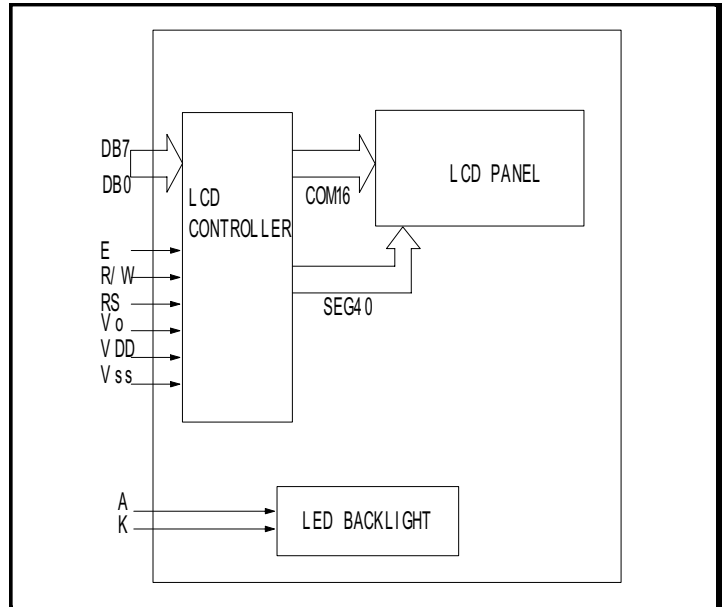 DB7
DB0
LCD
CONTROLLER
COM16
LCD PANEL
SEG40
E
R/W
RS
Vo
VDD
Vss
A
K
LED BACKLIGHT